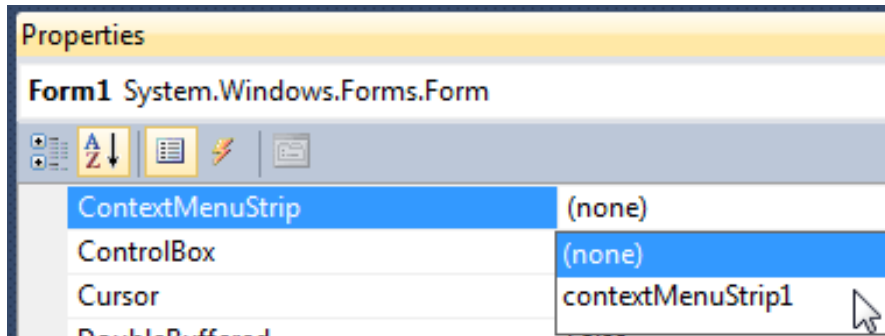 Properties
Form1 System.Windows.Forms.Form
A
Z
ContextMenuStrip (none)
ControlBox (none)
Cursor contextMenuStrip1